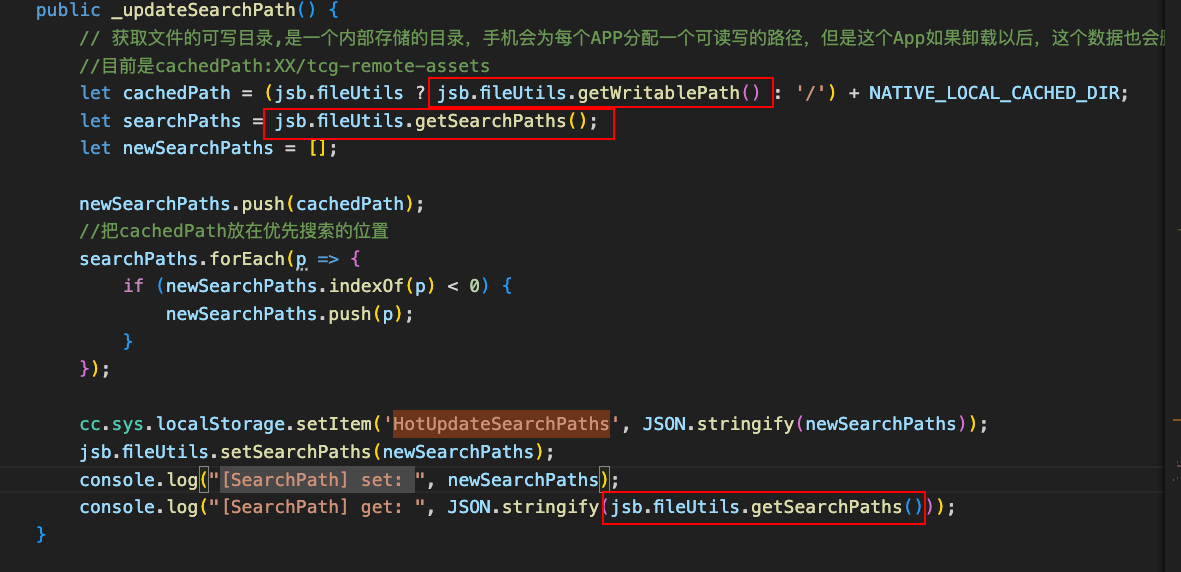 public _updateSearchPath() {
// 获取文件的可写目录,是一个内部存储的目录，手机会为每个APP分配一个可读写的路径，但是这个App如果卸载以后，这个数据也会
//目前是cachedPath:XX/tcg-remote-assets
let cachedPath = (jsb.fileUtils ? jsb.fileUtils.getWritablePath() : '/') + NATIVE_LOCAL_CACHED_DIR;
let searchPaths = jsb.fileUtils.getSearchPaths();
let newSearchPaths = [];
newSearchPaths.push(cachedPath);
//把cachedPath放在优先搜索的位置
searchPaths.forEach(p => {
if (newSearchPaths.indexOf(p) < 0) {
newSearchPaths.push(p);
}
});
cc.sys.localStorage.setItem('HotUpdateSearchPaths', JSON.stringify(newSearchPaths));
jsb.fileUtils.setSearchPaths(newSearchPaths);
console.log("[SearchPath] set: ", newSearchPaths);
console.log("[SearchPath] get: ", JSON.stringify(jsb.fileUtils.getSearchPaths()));
}